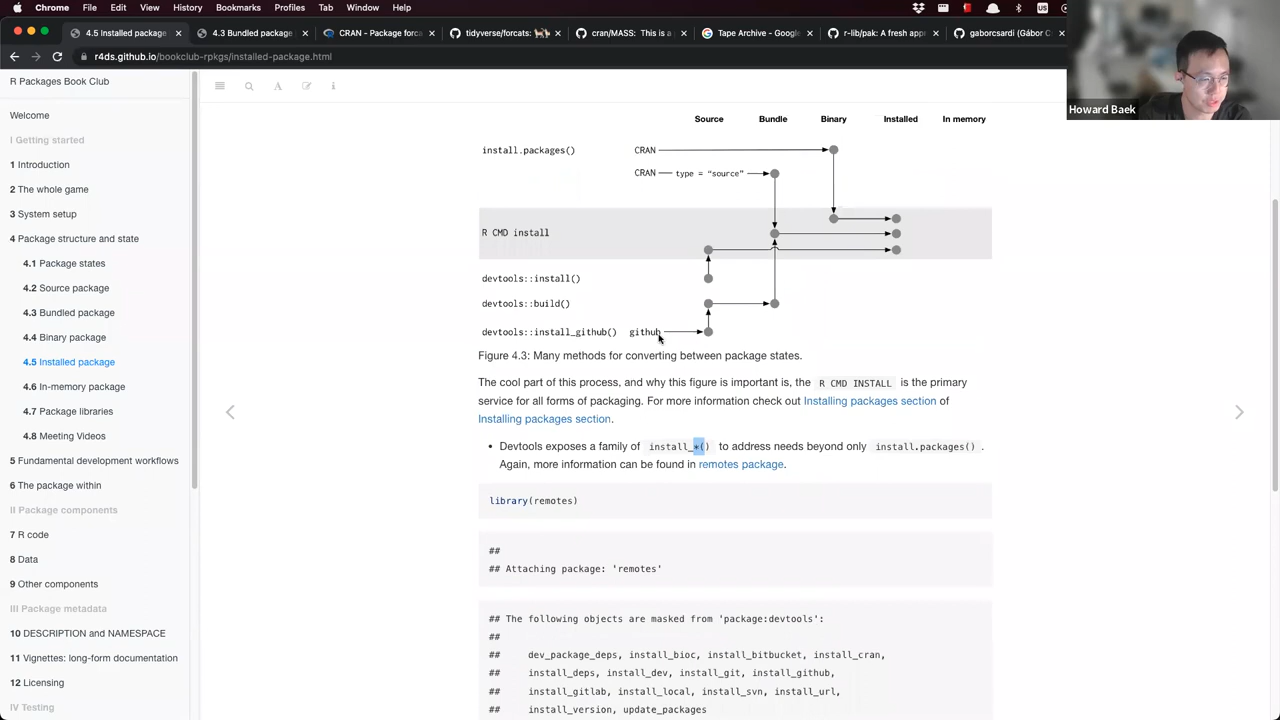 Chrome File Edit View History Bookmarks Profiles Tab Window Help
4.5 Installed package
4.3 Bundled package
CRAN - Package forca
tidyverse/forcats:
cran/MASS: This is a
Tape Archive - Google
r-lib/pak: A fresh app
gaborcsardi (Gábor C
r4ds.github.io/bookclub-rpkgs/installed-package.html
Howard Baek
R Packages Book Club
Welcome
I Getting started
1 Introduction
2 The whole game
3 System setup
4 Package structure and state
4.1 Package states
4.2 Source package
4.3 Bundled package
4.4 Binary package
4.5 Installed package
4.6 In-memory package
4.7 Package libraries
4.8 Meeting Videos
5 Fundamental development workflows
6 The package within
II Package components
7 R code
8 Data
9 Other components
III Package metadata
10 DESCRIPTION and NAMESPACE
11 Vignettes: long-form documentation
12 Licensing
IV Testing
Source Bundle Binary Installed In memory
install.packages() CRAN
CRAN type = "source"
R CMD install
devtools::install()
devtools::build()
devtools::install_github() github
Figure 4.3: Many methods for converting between package states.
The cool part of this process, and why this figure is important is, the R CMD INSTALL is the primary
service for all forms of packaging. For more information check out Installing packages section of
Installing packages section.
• Devtools exposes a family of install_*() to address needs beyond only install.packages() .
Again, more information can be found in remotes package.
library(remotes)
##
## Attaching package: 'remotes'
## The following objects are masked from 'package:devtools':
##
## dev_package_deps, install_bioc, install_bitbucket, install_cran,
## install_deps, install_dev, install_git, install_github,
## install_gitlab, install_local, install_svn, install_url,
## install_version, update_packages